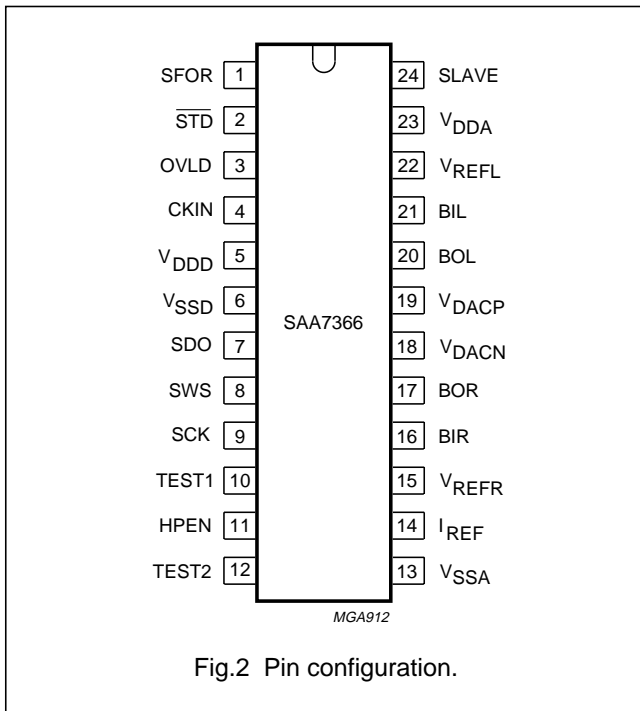 SFOR 1 24 SLAVE
S̅T̅D̅ 2 23 VDDA
OVLD 3 22 VREFL
CKIN 4 21 BIL
VDDD 5 20 BOL
VSSD 6 19 VDACP
SAA7366
SDO 7 18 VDACN
SWS 8 17 BOR
SCK 9 16 BIR
TEST1 10 15 VREFR
HPEN 11 14 IREF
TEST2 12 13 VSSA
MGA912
Fig.2 Pin configuration.